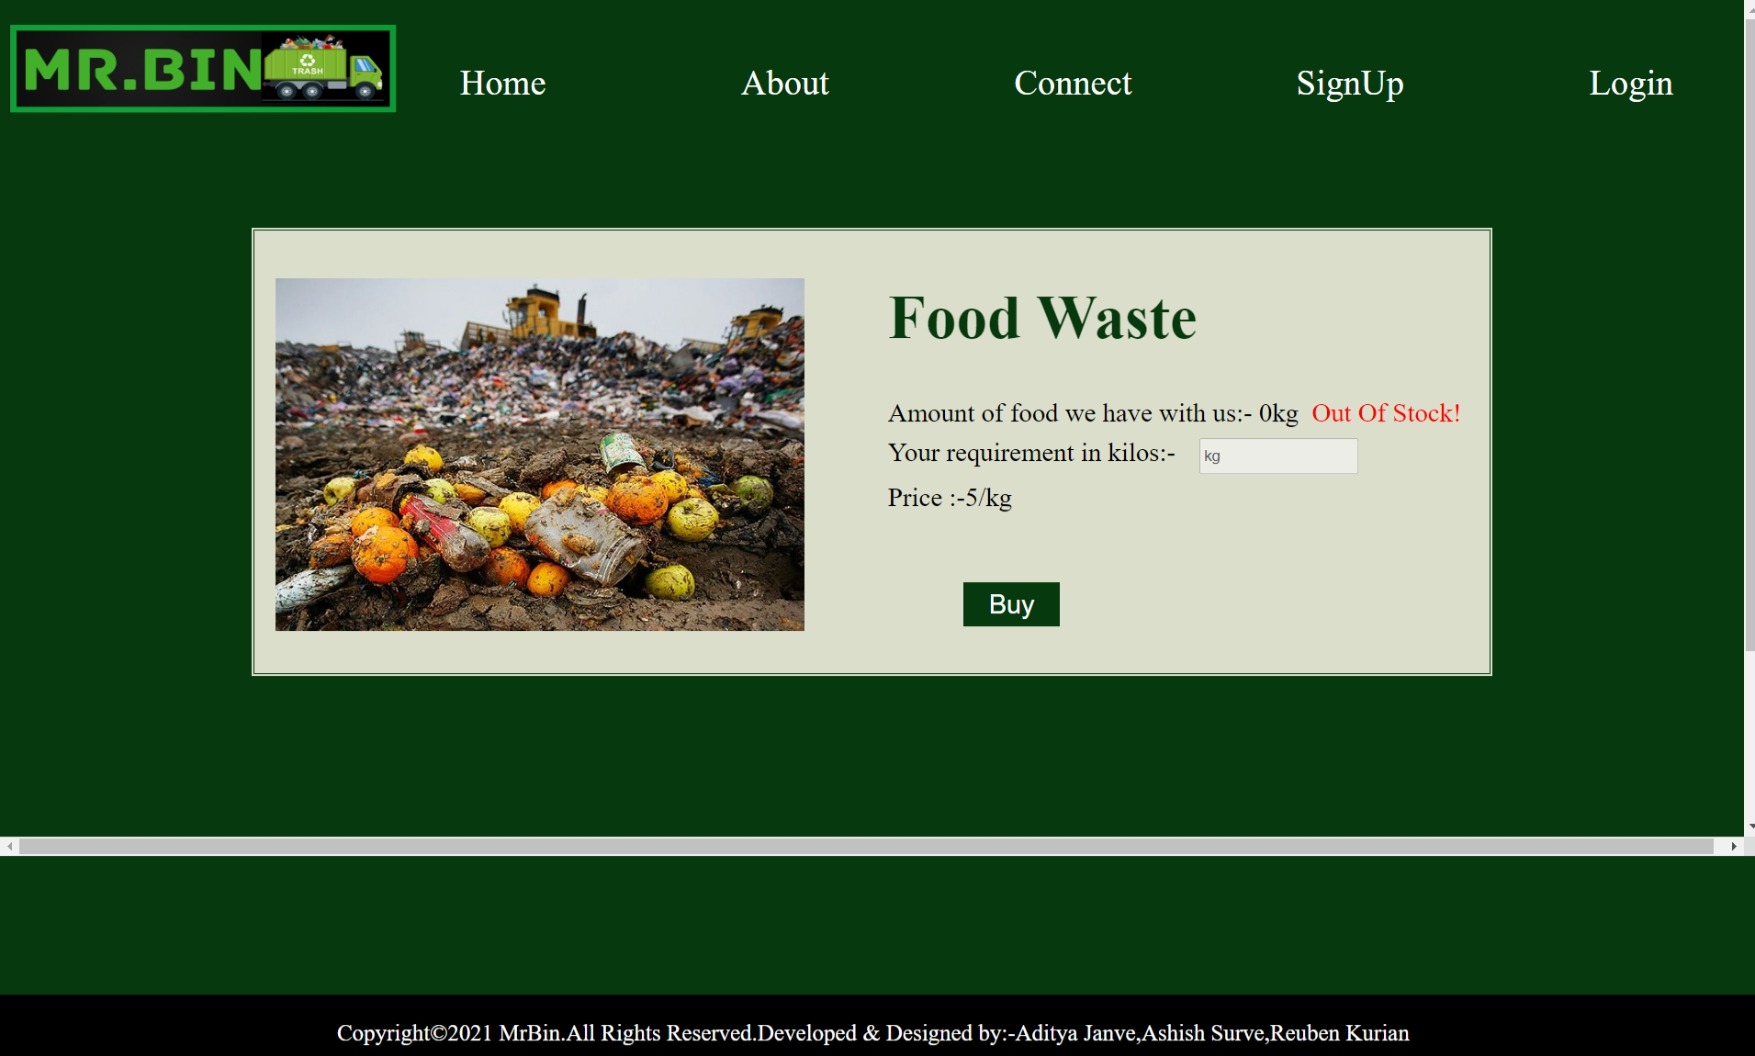 MR.BIN
TRASH
Home About Connect SignUp Login
Food Waste
Amount of food we have with us:- 0kg Out Of Stock!
Your requirement in kilos:- kg
Price :-5/kg
Buy
Copyright©2021 MrBin.All Rights Reserved.Developed & Designed by:-Aditya Janve,Ashish Surve,Reuben Kurian